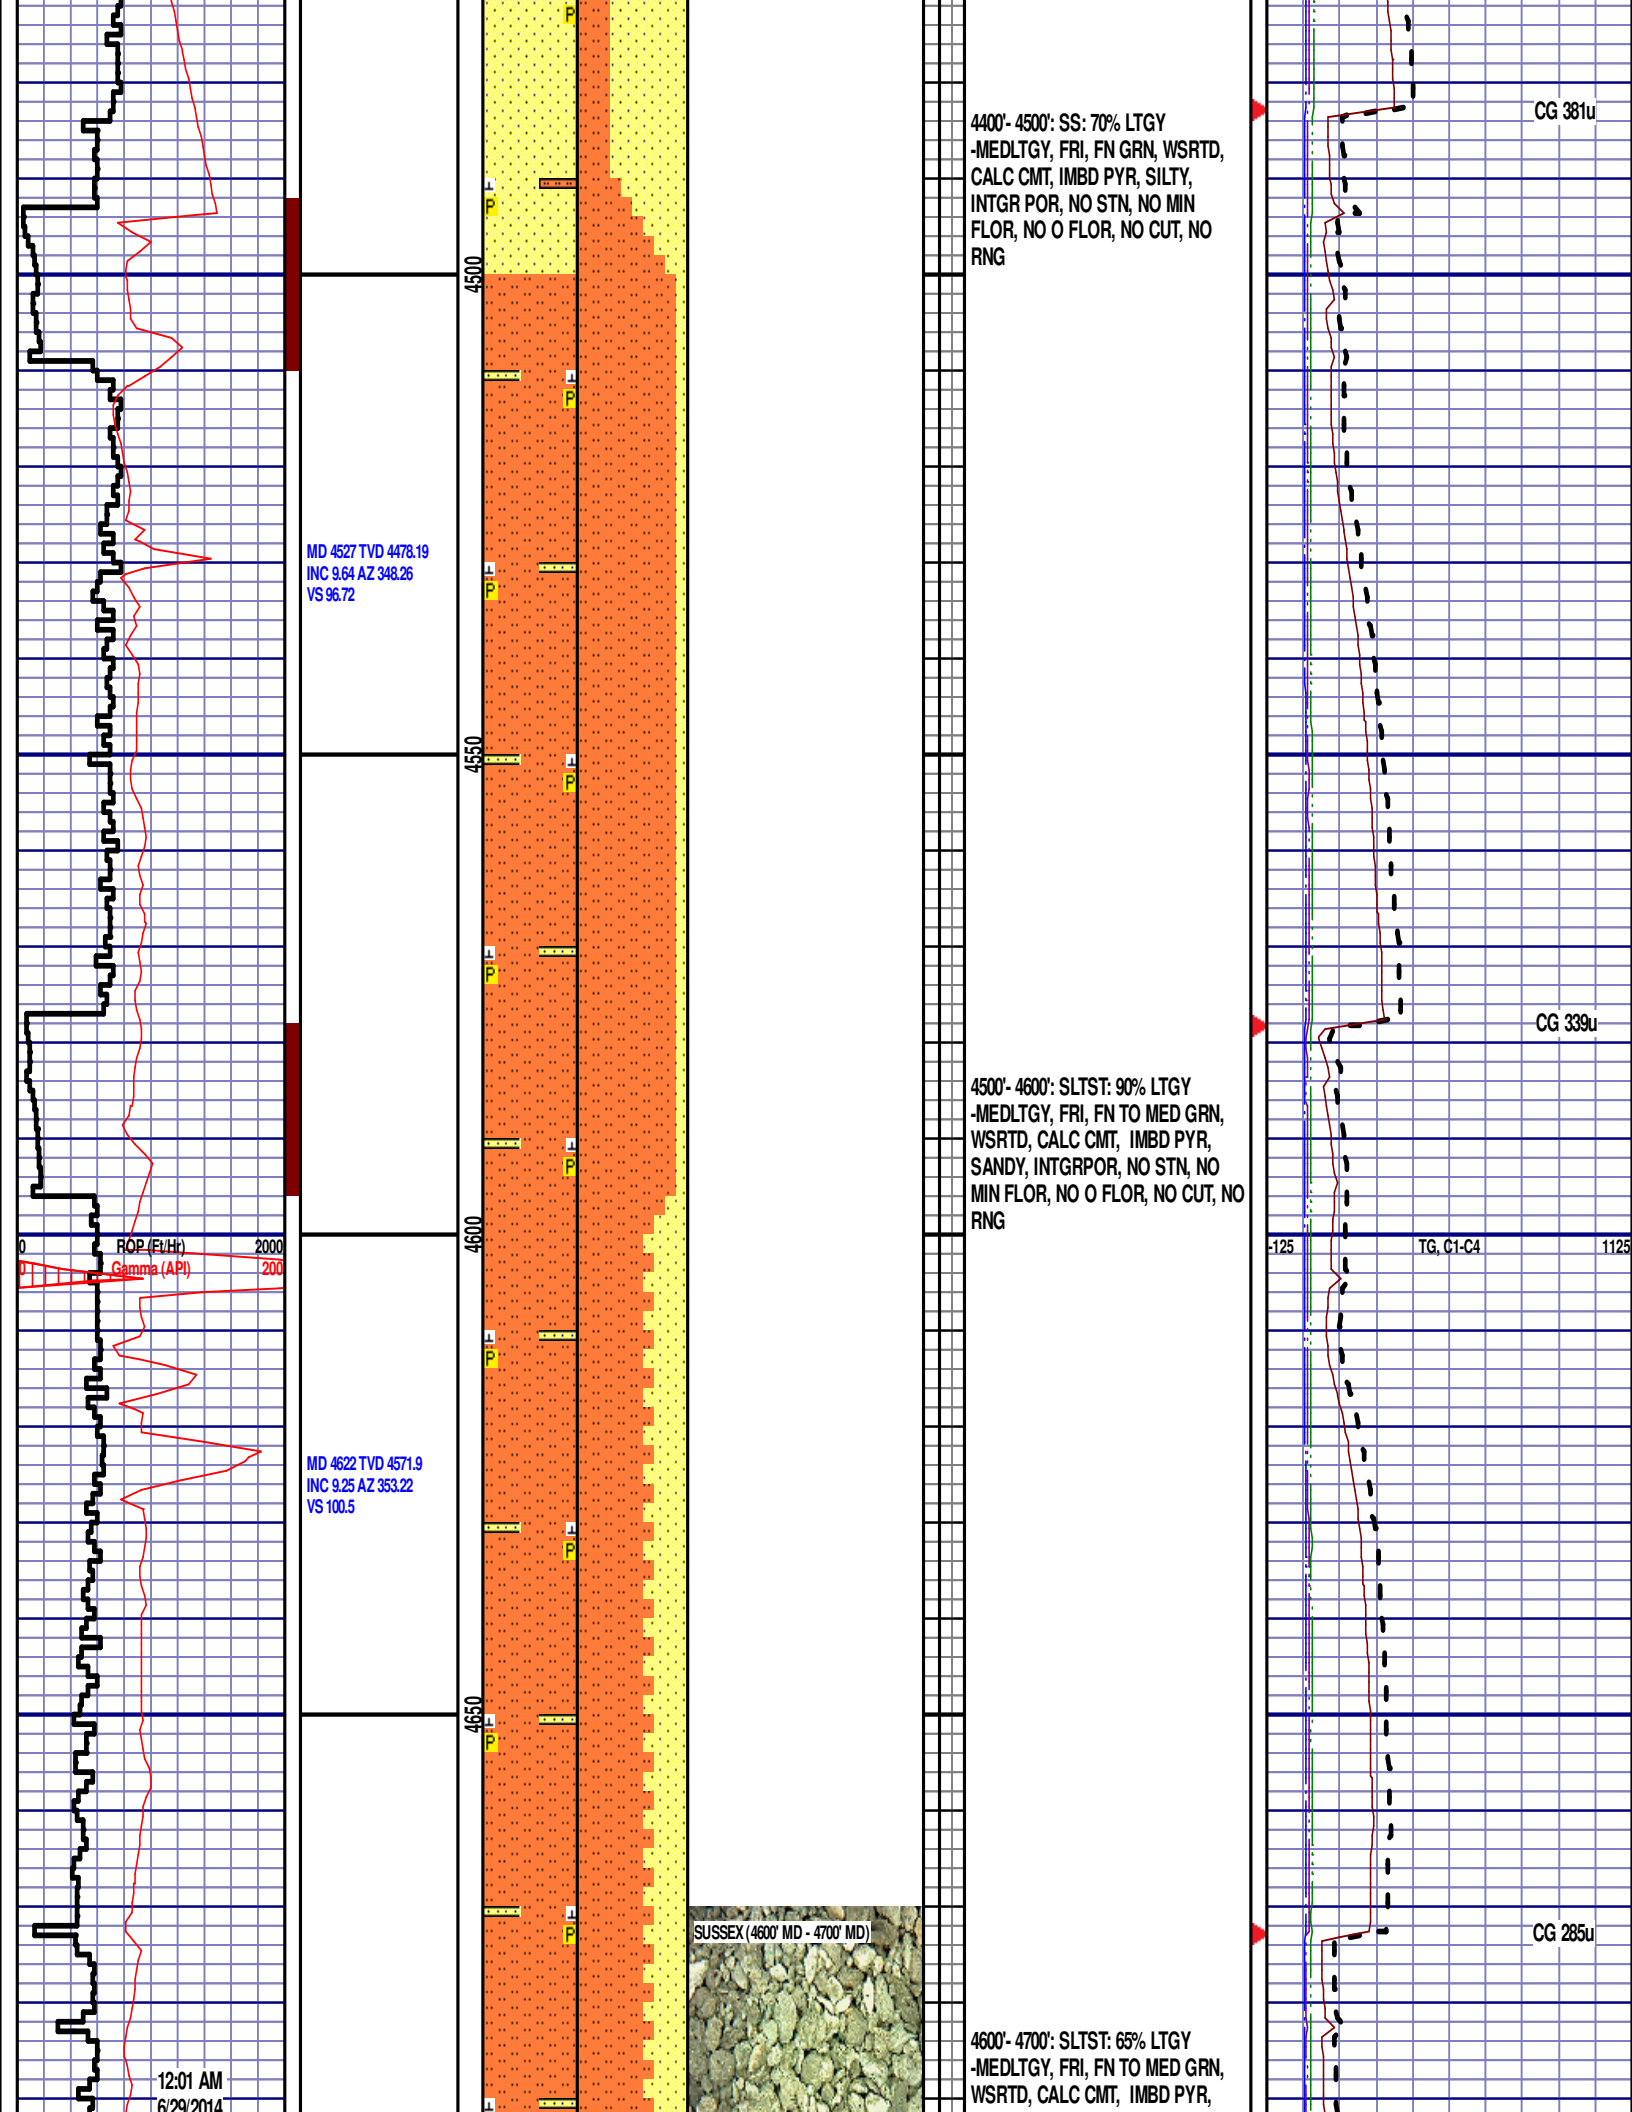 P
CG 381u
4400'- 4500': SS: 70% LTGY
-MEDLTGY, FRI, FN GRN, WSRTD,
CALC CMT, IMBD PYR, SILTY,
INTGR POR, NO STN, NO MIN
FLOR, NO O FLOR, NO CUT, NO
RNG
P
4500
P
MD 4527 TVD 4478.19
INC 9.64 AZ 348.26
VS 96.72
P
4550
P
P
CG 339u
4500'- 4600': SLTST: 90% LTGY
-MEDLTGY, FRI, FN TO MED GRN,
WSRTD, CALC CMT, IMBD PYR,
SANDY, INTGRPOR, NO STN, NO
MIN FLOR, NO O FLOR, NO CUT, NO
RNG
P
4600
0 ROP (Ft/Hr) 2000
0 Gamma (API) 200
-125 TG, C1-C4 1125
P
MD 4622 TVD 4571.9
INC 9.25 AZ 353.22
VS 100.5
P
4650
P
P
SUSSEX (4600' MD - 4700' MD)
CG 285u
4600'- 4700': SLTST: 65% LTGY
-MEDLTGY, FRI, FN TO MED GRN,
WSRTD, CALC CMT, IMBD PYR,
12:01 AM
6/29/2014